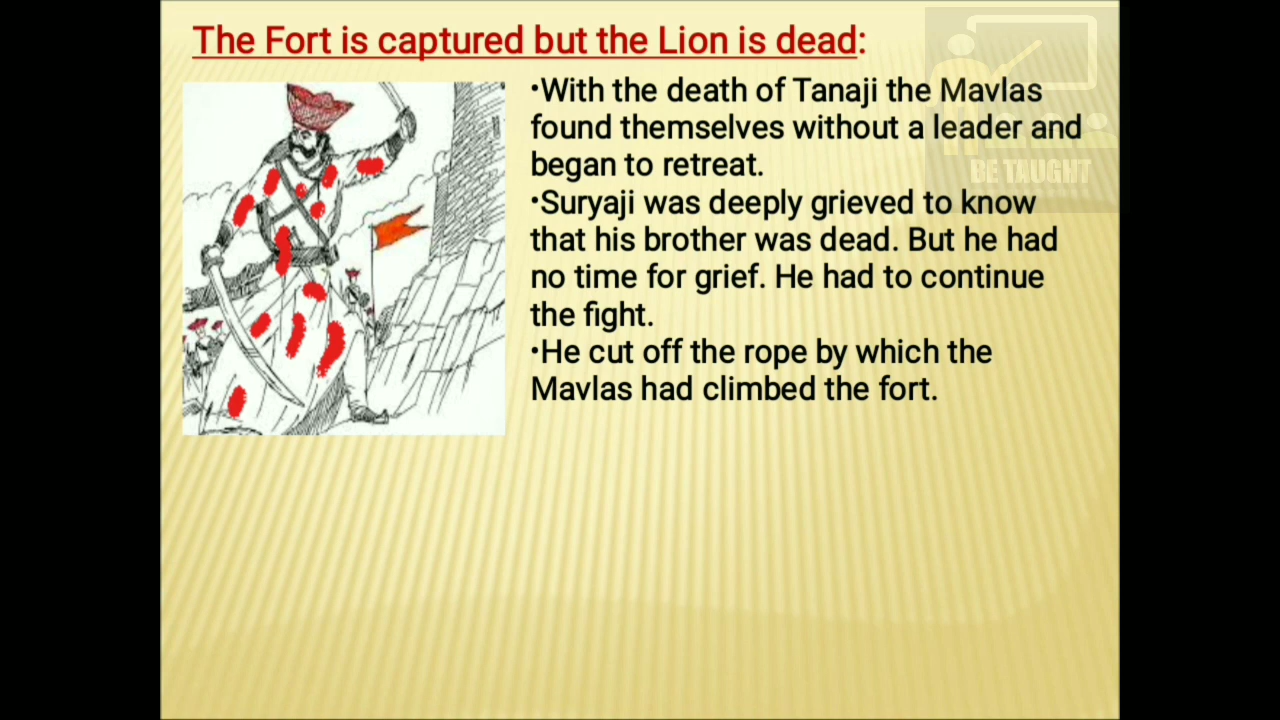 The Fort is captured but the Lion is dead:
•With the death of Tanaji the Mavlas
found themselves without a leader and
began to retreat.
•Suryaji was deeply grieved to know
that his brother was dead. But he had
no time for grief. He had to continue
the fight.
•He cut off the rope by which the
Mavlas had climbed the fort.
BE TAUGHT